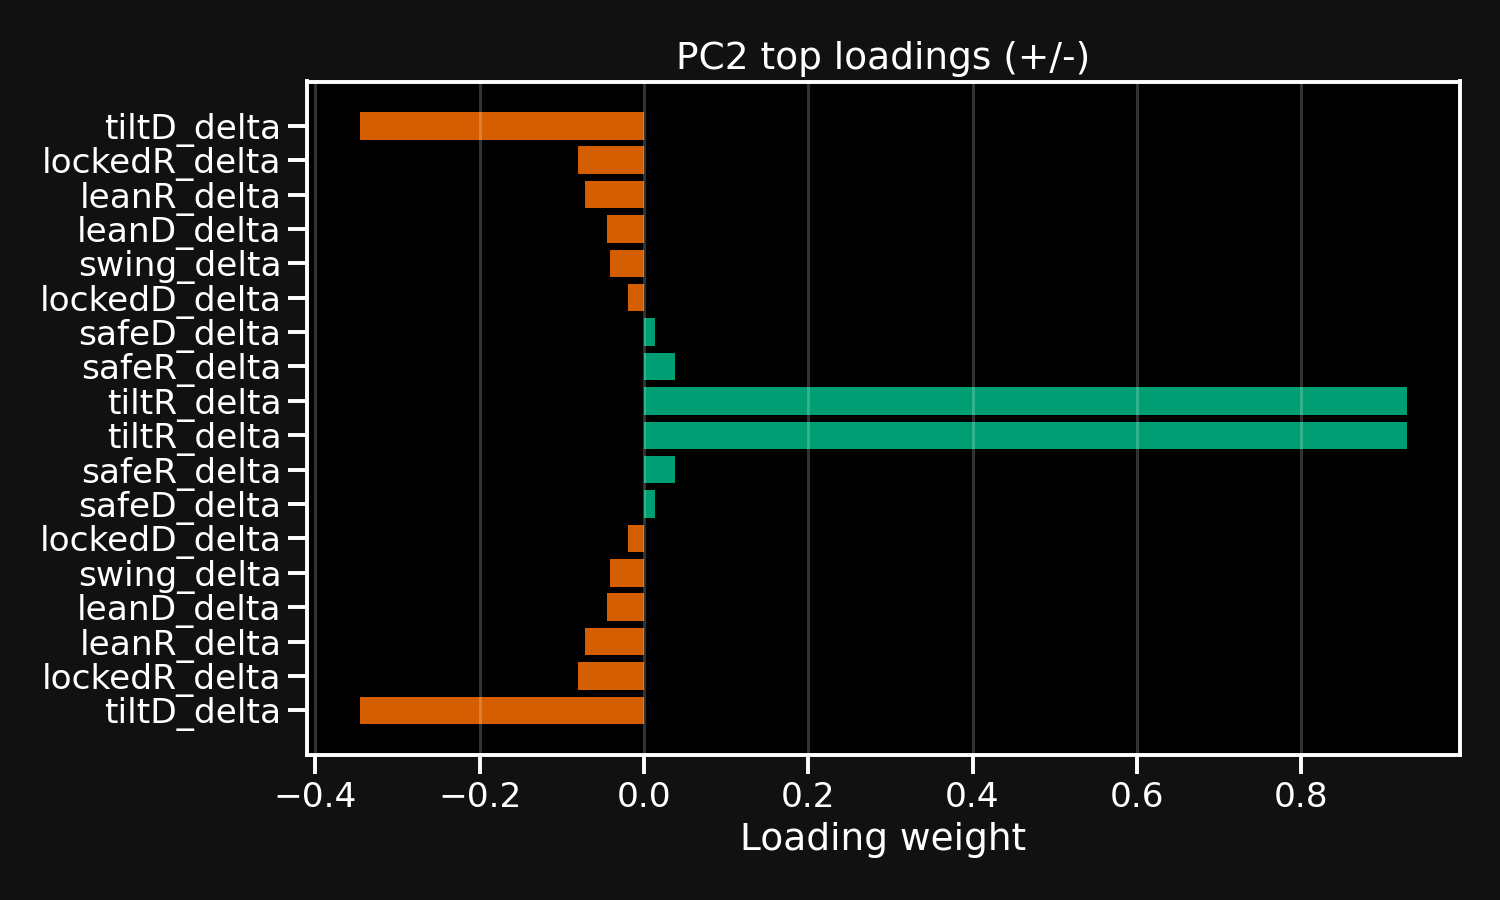 PC2 top loadings (+/-)
tiltD_delta
lockedR_delta
leanR_delta
leanD_delta
swing_delta
lockedD_delta
safeD_delta
safeR_delta
tiltR_delta
tiltR_delta
safeR_delta
safeD_delta
lockedD_delta
swing_delta
leanD_delta
leanR_delta
lockedR_delta
tiltD_delta
−0.4 −0.2 0.0 0.2 0.4 0.6 0.8
Loading weight